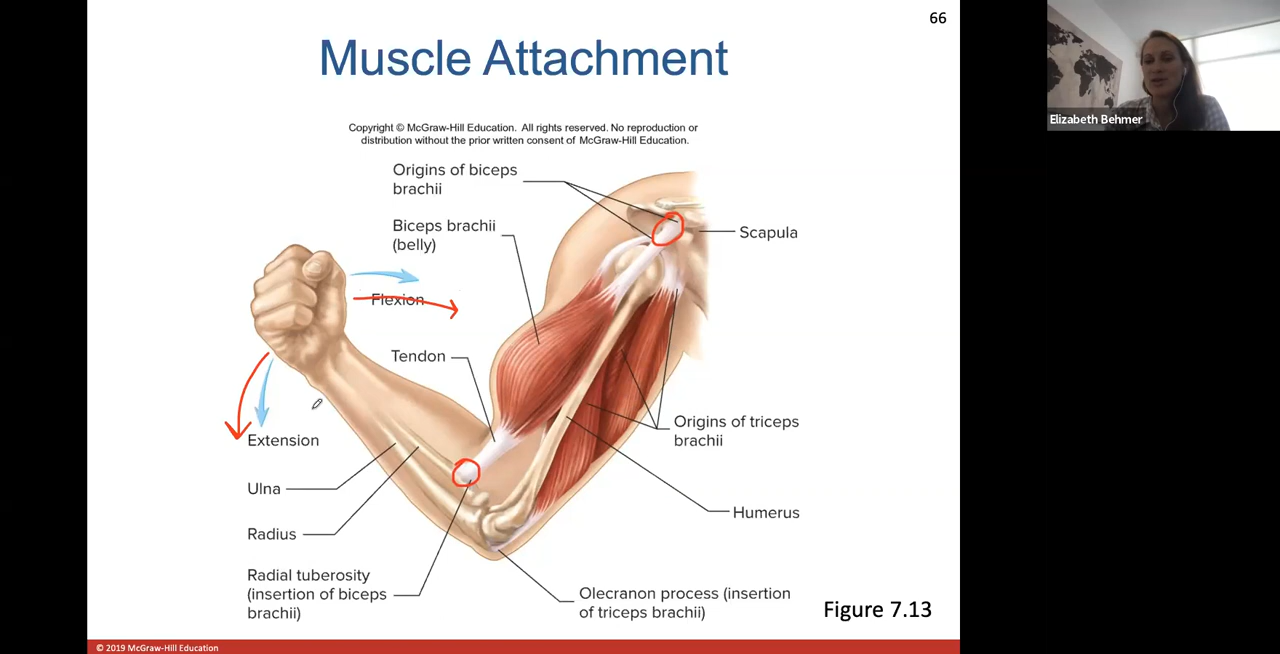 66
Muscle Attachment
Copyright © McGraw-Hill Education. All rights reserved. No reproduction or
distribution without the prior written consent of McGraw-Hill Education.
Origins of biceps
brachii
Biceps brachii
(belly)
Scapula
Flexion
Tendon
Origins of triceps
brachii
Extension
Ulna
Humerus
Radius
Radial tuberosity
(insertion of biceps
brachii)
Olecranon process (insertion
of triceps brachii)
Figure 7.13
© 2019 McGraw-Hill Education
Elizabeth Behmer